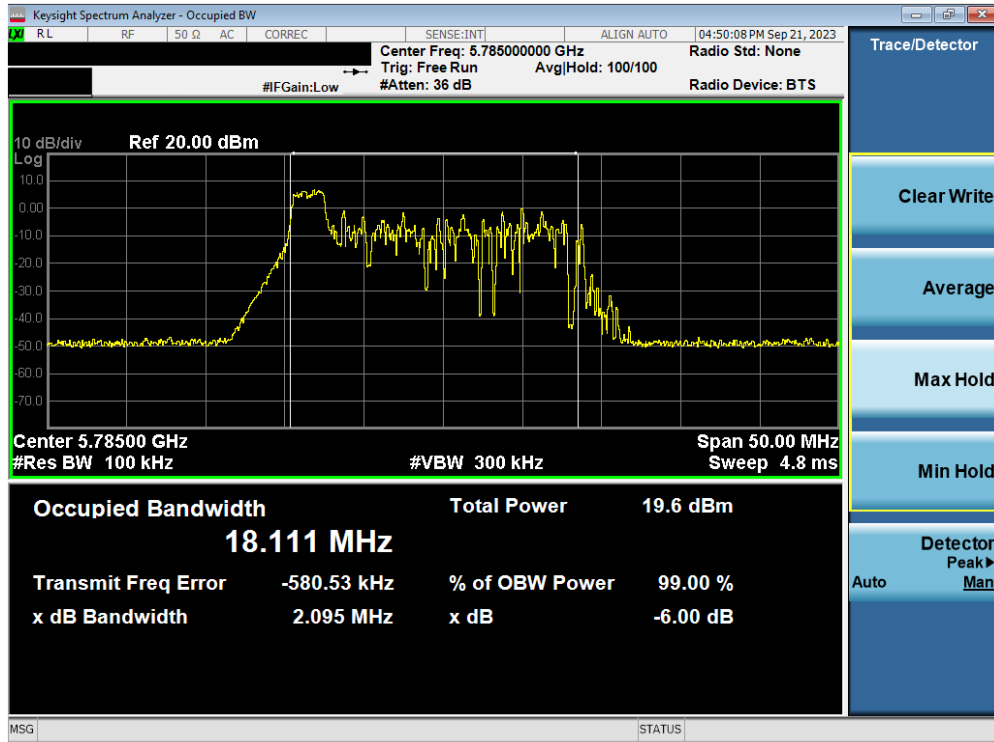 Keysight Spectrum Analyzer - Occupied BW
LXI RL RF 50 Ω AC CORREC SENSE:INT ALIGN AUTO 04:50:08 PM Sep 21, 2023
Center Freq: 5.785000000 GHz Radio Std: None
Trig: Free Run Avg|Hold: 100/100
#IFGain:Low #Atten: 36 dB Radio Device: BTS
10 dB/div Ref 20.00 dBm
Log
10.0
0.00
-10.0
-20.0
-30.0
-40.0
-50.0
-60.0
-70.0
Center 5.78500 GHz Span 50.00 MHz
#Res BW 100 kHz #VBW 300 kHz Sweep 4.8 ms
Occupied Bandwidth Total Power 19.6 dBm
18.111 MHz
Transmit Freq Error -580.53 kHz % of OBW Power 99.00 %
x dB Bandwidth 2.095 MHz x dB -6.00 dB
MSG STATUS
Trace/Detector
Clear Write
Average
Max Hold
Min Hold
Detector
Peak▶
Auto Man